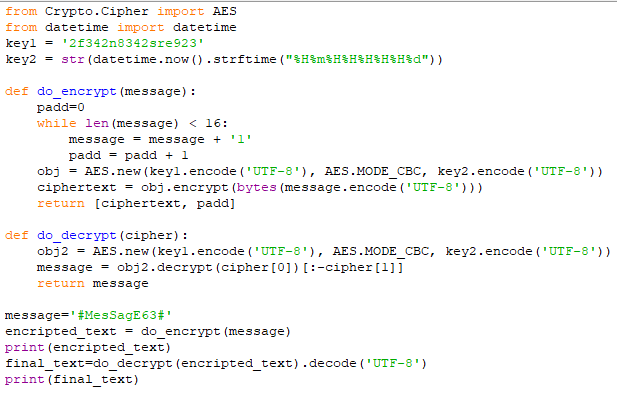 from Crypto.Cipher import AES
from datetime import datetime
key1 = '2f342n8342sre923'
key2 = str(datetime.now().strftime("%H%m%H%H%H%H%H%d"))

def do_encrypt(message):
    padd=0
    while len(message) < 16:
        message = message + '1'
        padd = padd + 1
    obj = AES.new(key1.encode('UTF-8'), AES.MODE_CBC, key2.encode('UTF-8'))
    ciphertext = obj.encrypt(bytes(message.encode('UTF-8')))
    return [ciphertext, padd]

def do_decrypt(cipher):
    obj2 = AES.new(key1.encode('UTF-8'), AES.MODE_CBC, key2.encode('UTF-8'))
    message = obj2.decrypt(cipher[0])[:-cipher[1]]
    return message

message='#MesSagE63#'
encripted_text = do_encrypt(message)
print(encripted_text)
final_text=do_decrypt(encripted_text).decode('UTF-8')
print(final_text)